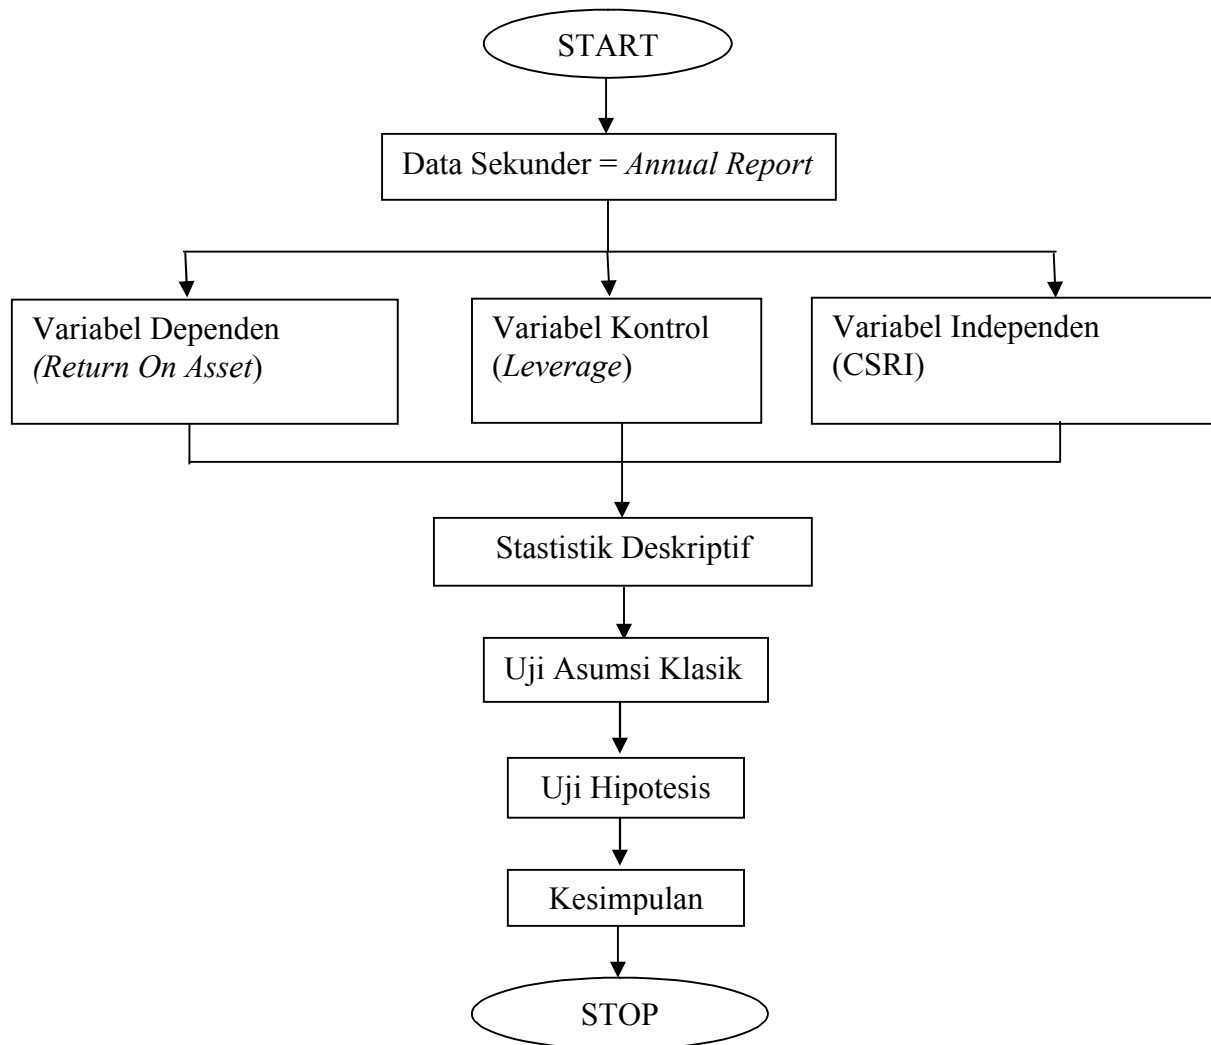 START
Data Sekunder = Annual Report
Variabel Dependen
(Return On Asset)
Variabel Kontrol
(Leverage)
Variabel Independen
(CSRI)
Stastistik Deskriptif
Uji Asumsi Klasik
Uji Hipotesis
Kesimpulan
STOP